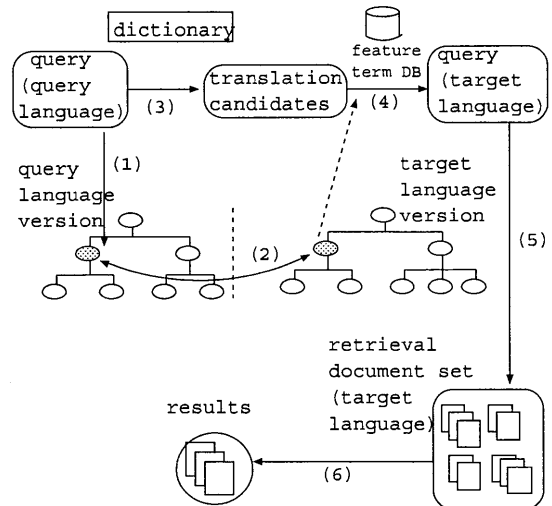 dictionary
feature
term DB
query
(query
language)
(3)
translation
candidates
(4)
query
(target
language)
(1)
query
language
version
(2)
target
language
version
(5)
retrieval
document set
(target
language)
results
(6)